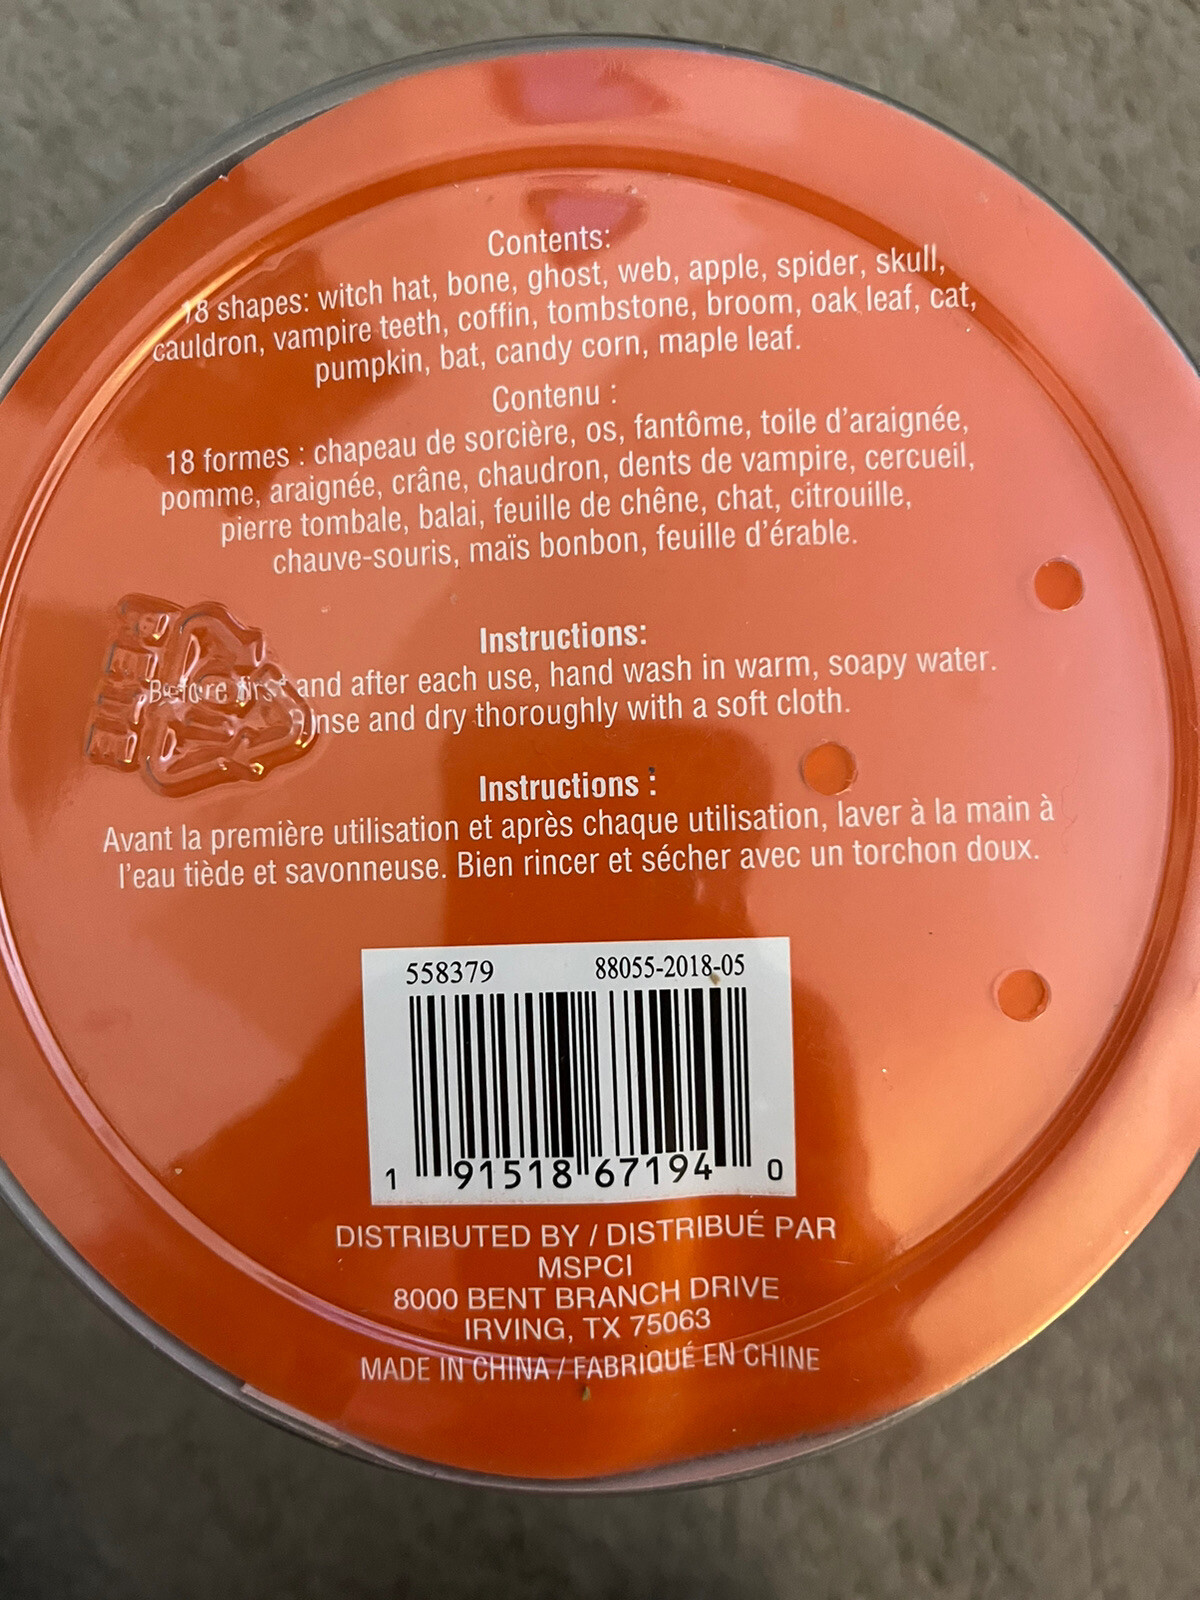 Contents:
18 shapes: witch hat, bone, ghost, web, apple, spider, skull,
cauldron, vampire teeth, coffin, tombstone, broom, oak leaf, cat,
pumpkin, bat, candy corn, maple leaf.
Contenu :
18 formes : chapeau de sorcière, os, fantôme, toile d'araignée,
pomme, araignée, crâne, chaudron, dents de vampire, cercueil,
pierre tombale, balai, feuille de chêne, chat, citrouille,
chauve-souris, maïs bonbon, feuille d'érable.
Instructions:
Before first and after each use, hand wash in warm, soapy water.
Rinse and dry thoroughly with a soft cloth.
Instructions :
Avant la première utilisation et après chaque utilisation, laver à la main à
l'eau tiède et savonneuse. Bien rincer et sécher avec un torchon doux.
558379 88055-2018-05
1 91518 67194 0
DISTRIBUTED BY / DISTRIBUÉ PAR
MSPCI
8000 BENT BRANCH DRIVE
IRVING, TX 75063
MADE IN CHINA / FABRIQUÉ EN CHINE